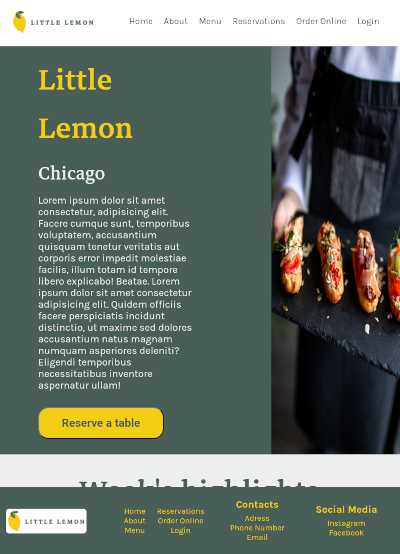 LITTLE LEMON
Home About Menu Reservations Order Online Login
Little
Lemon
Chicago
Lorem ipsum dolor sit amet
consectetur, adipisicing elit.
Facere cumque sunt, temporibus
voluptatem, accusantium
quisquam tenetur veritatis aut
corporis error impedit molestiae
facilis, illum totam id tempore
libero explicabo! Beatae. Lorem
ipsum dolor sit amet consectetur
adipisicing elit. Quidem officiis
facere perspiciatis incidunt
distinctio, ut maxime sed dolores
accusantium natus magnam
numquam asperiores deleniti?
Eligendi temporibus
necessitatibus inventore
aspernatur ullam!
Reserve a table
Week's highlights
LITTLE LEMON
Home
About
Menu
Reservations
Order Online
Login
Contacts
Adress
Phone Number
Email
Social Media
Instagram
Facebook